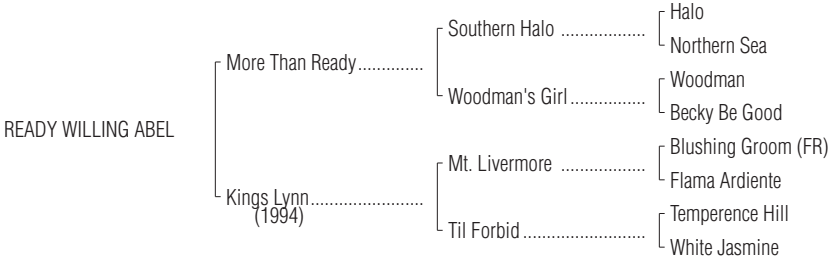 Halo
Southern Halo ...................
Northern Sea
More Than Ready..............
Woodman
Woodman's Girl ................
Becky Be Good
READY WILLING ABEL
Blushing Groom (FR)
Mt. Livermore ...................
Flama Ardiente
Kings Lynn........................
(1994)
Temperence Hill
Til Forbid ..........................
White Jasmine